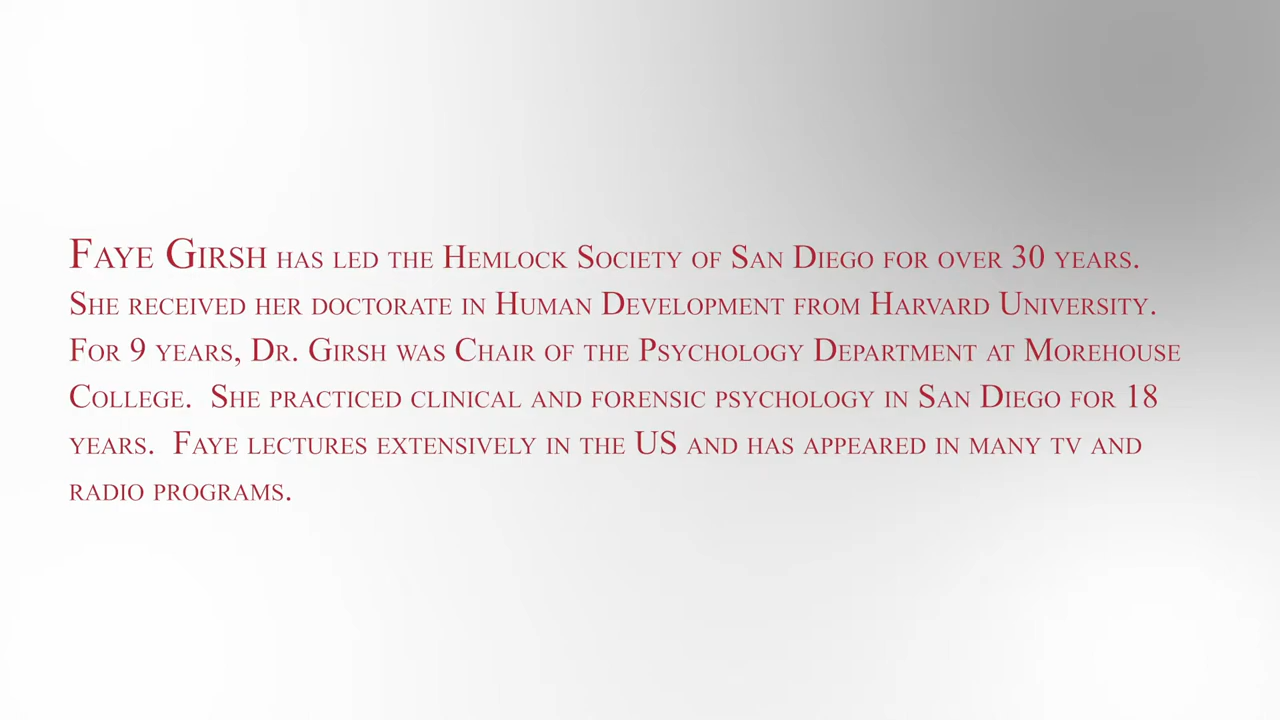 Faye Girsh has led the Hemlock Society of San Diego for over 30 years.
She received her doctorate in Human Development from Harvard University.
For 9 years, Dr. Girsh was Chair of the Psychology Department at Morehouse
College.  She practiced clinical and forensic psychology in San Diego for 18
years.  Faye lectures extensively in the US and has appeared in many tv and
radio programs.